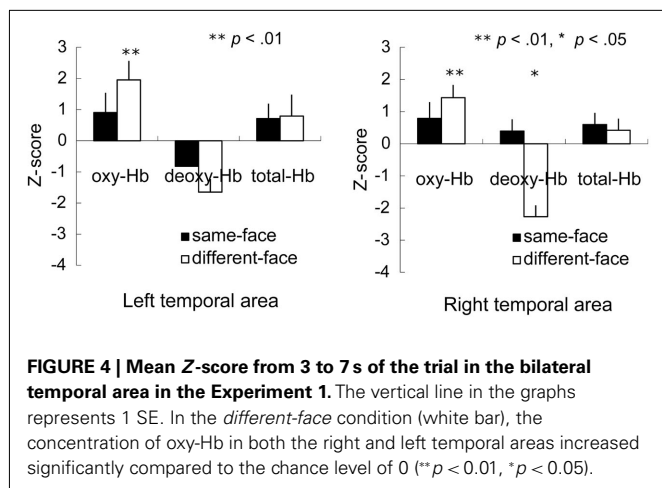 ** p < .01
3
2
1
0
-1
-2
-3
-4
Z-score
**
oxy-Hb
deoxy-Hb
total-Hb
■same-face
□different-face
Left temporal area
** p < .01, * p < .05
3
2
1
0
-1
-2
-3
-4
Z-score
**
*
oxy-Hb
deoxy-Hb
total-Hb
■same-face
□different-face
Right temporal area
FIGURE 4 | Mean Z-score from 3 to 7 s of the trial in the bilateral
temporal area in the Experiment 1. The vertical line in the graphs
represents 1 SE. In the different-face condition (white bar), the
concentration of oxy-Hb in both the right and left temporal areas increased
significantly compared to the chance level of 0 (**p < 0.01, *p < 0.05).